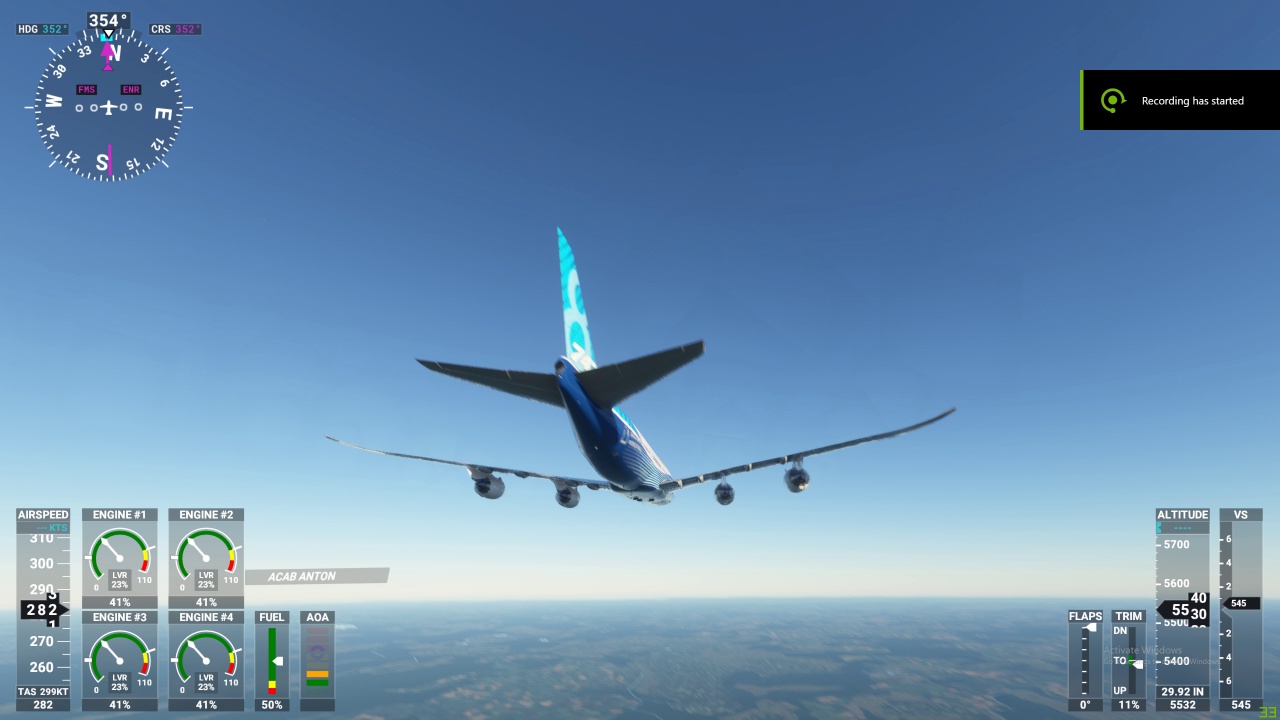 354°
HDG 352°
CRS 352°
N
33
3
30
6
FMS
ENR
W
E
24
12
21
S
15
Recording has started
AIRSPEED
--- KTS
310
300
290
282
270
260
TAS 299KT
282
ENGINE #1
LVR
23%
0
110
41%
ENGINE #2
LVR
23%
0
110
41%
ENGINE #3
LVR
23%
0
110
41%
ENGINE #4
LVR
23%
0
110
41%
ACAB ANTON
FUEL
50%
AOA
FLAPS
0°
TRIM
DN
TO
UP
11%
ALTITUDE
----
5700
5600
55
40
30
5500
5400
29.92 IN
5532
VS
6
4
2
545
2
4
6
545
Activate Windows
33